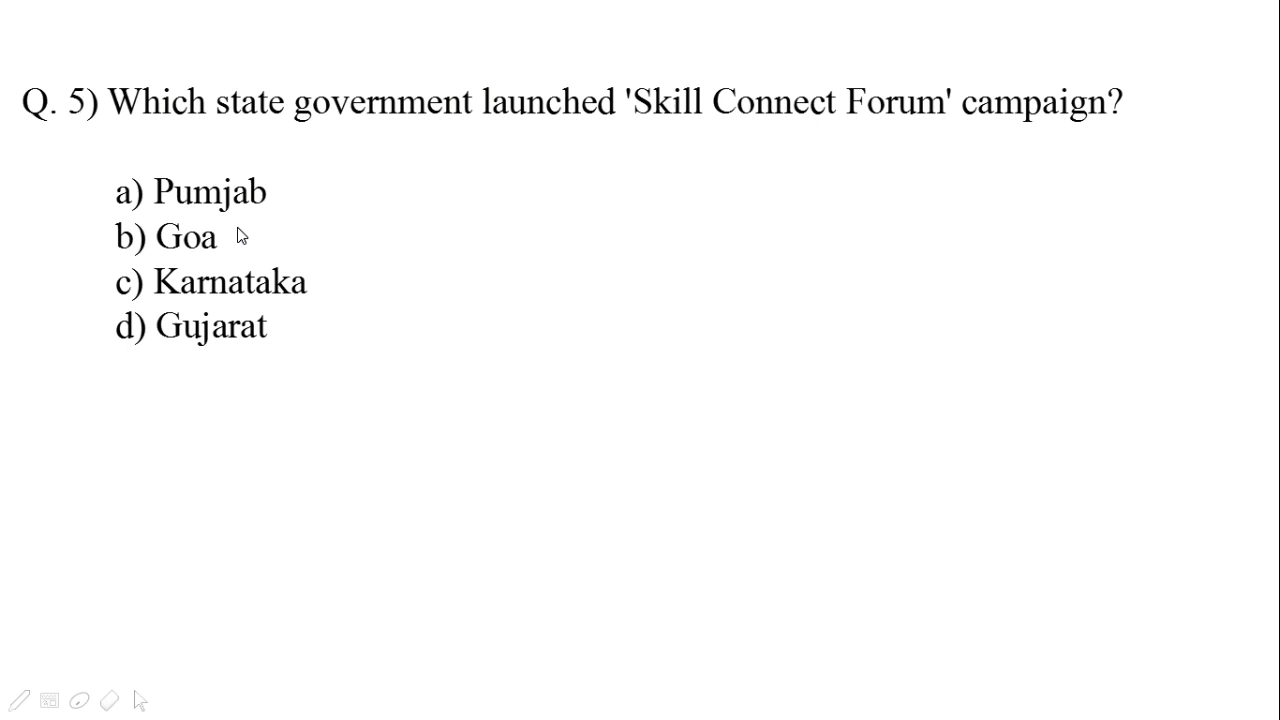 Q. 5) Which state government launched 'Skill Connect Forum' campaign?
a) Pumjab
b) Goa
c) Karnataka
d) Gujarat